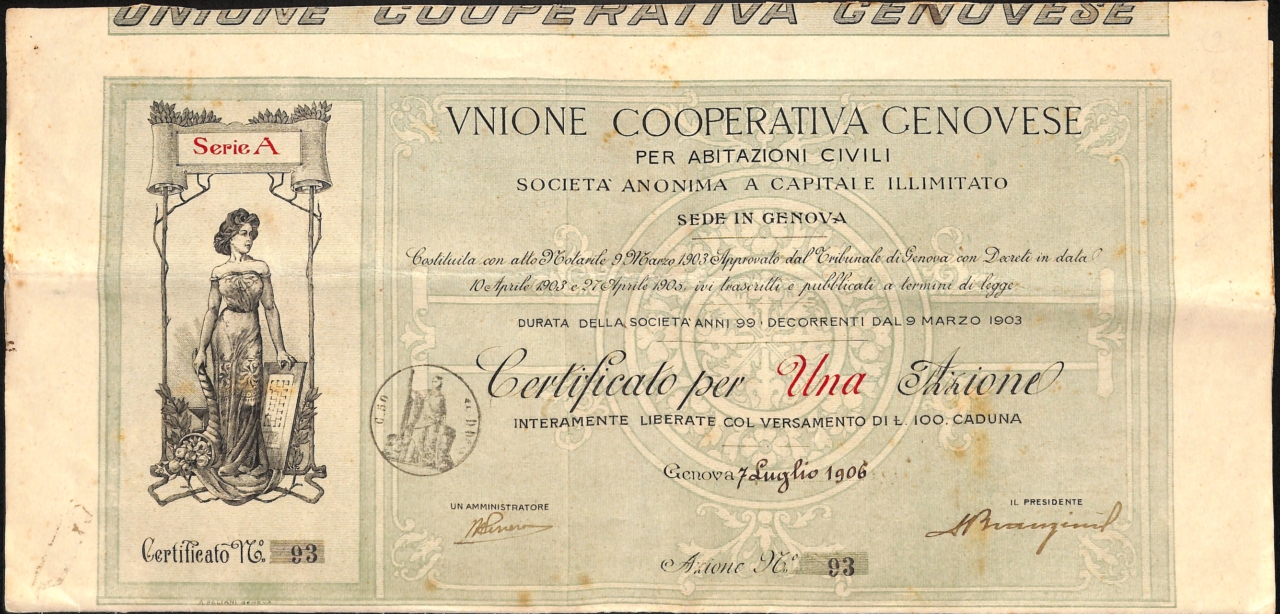 UNIONE COOPERATIVA GENOVESE
Serie A
VNIONE COOPERATIVA GENOVESE
PER ABITAZIONI CIVILI
SOCIETA' ANONIMA A CAPITALE ILLIMITATO
SEDE IN GENOVA
Costituita con atto Notarile 9 Marzo 1903 Approvato dal Tribunale di Genova con Decreti in data
10 Aprile 1903 e 27 Aprile 1905 ivi trascritti e pubblicati a termini di legge
DURATA DELLA SOCIETA' ANNI 99 · DECORRENTI DAL 9 MARZO 1903
Certificato per Una Azione
INTERAMENTE LIBERATE COL VERSAMENTO DI Ł. 100. CADUNA
C. 50
Genova 7 Luglio 1906
UN AMMINISTRATORE
IL PRESIDENTE
Certificato No. 93
Azione No. 93